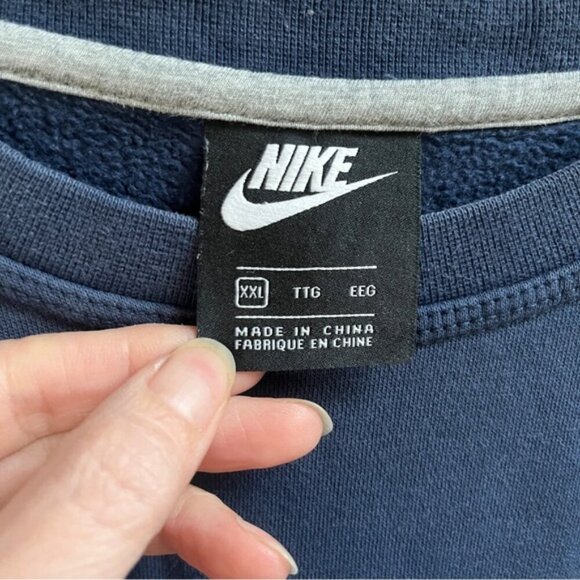 NIKE
XXL TTG EEG
MADE IN CHINA
FABRIQUE EN CHINE